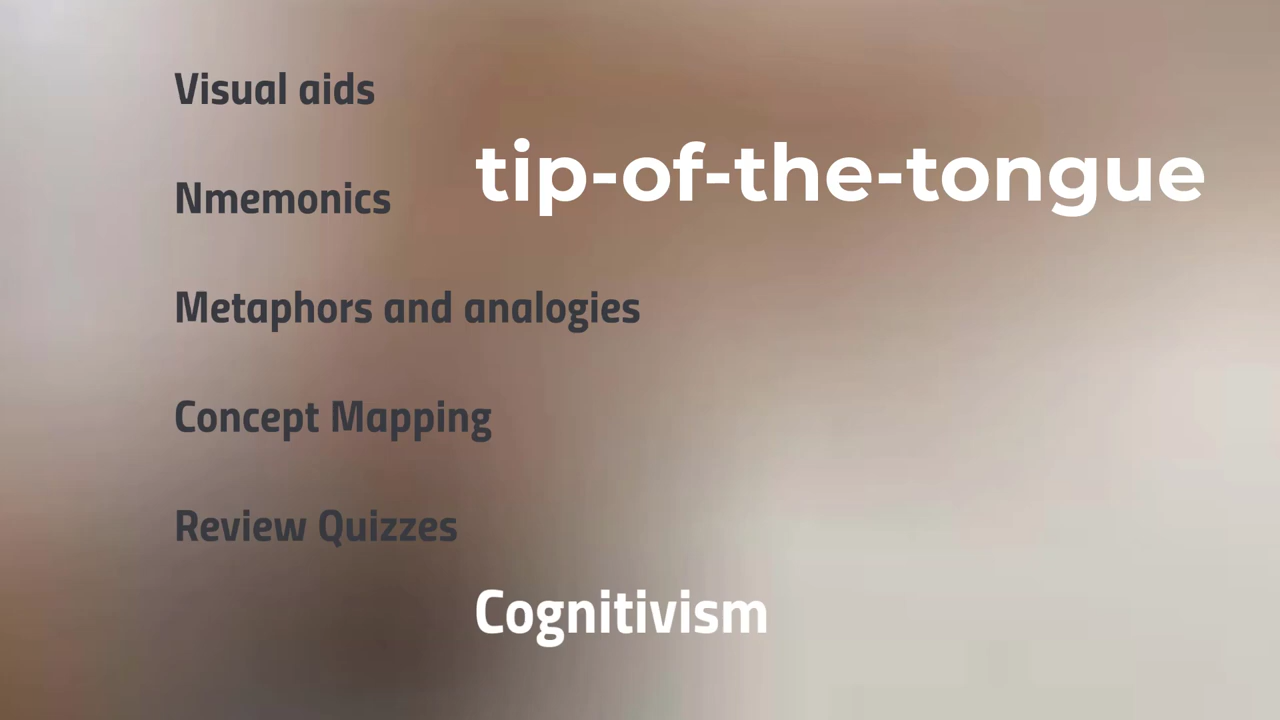 Visual aids
tip-of-the-tongue
Nmemonics
Metaphors and analogies
Concept Mapping
Review Quizzes
Cognitivism